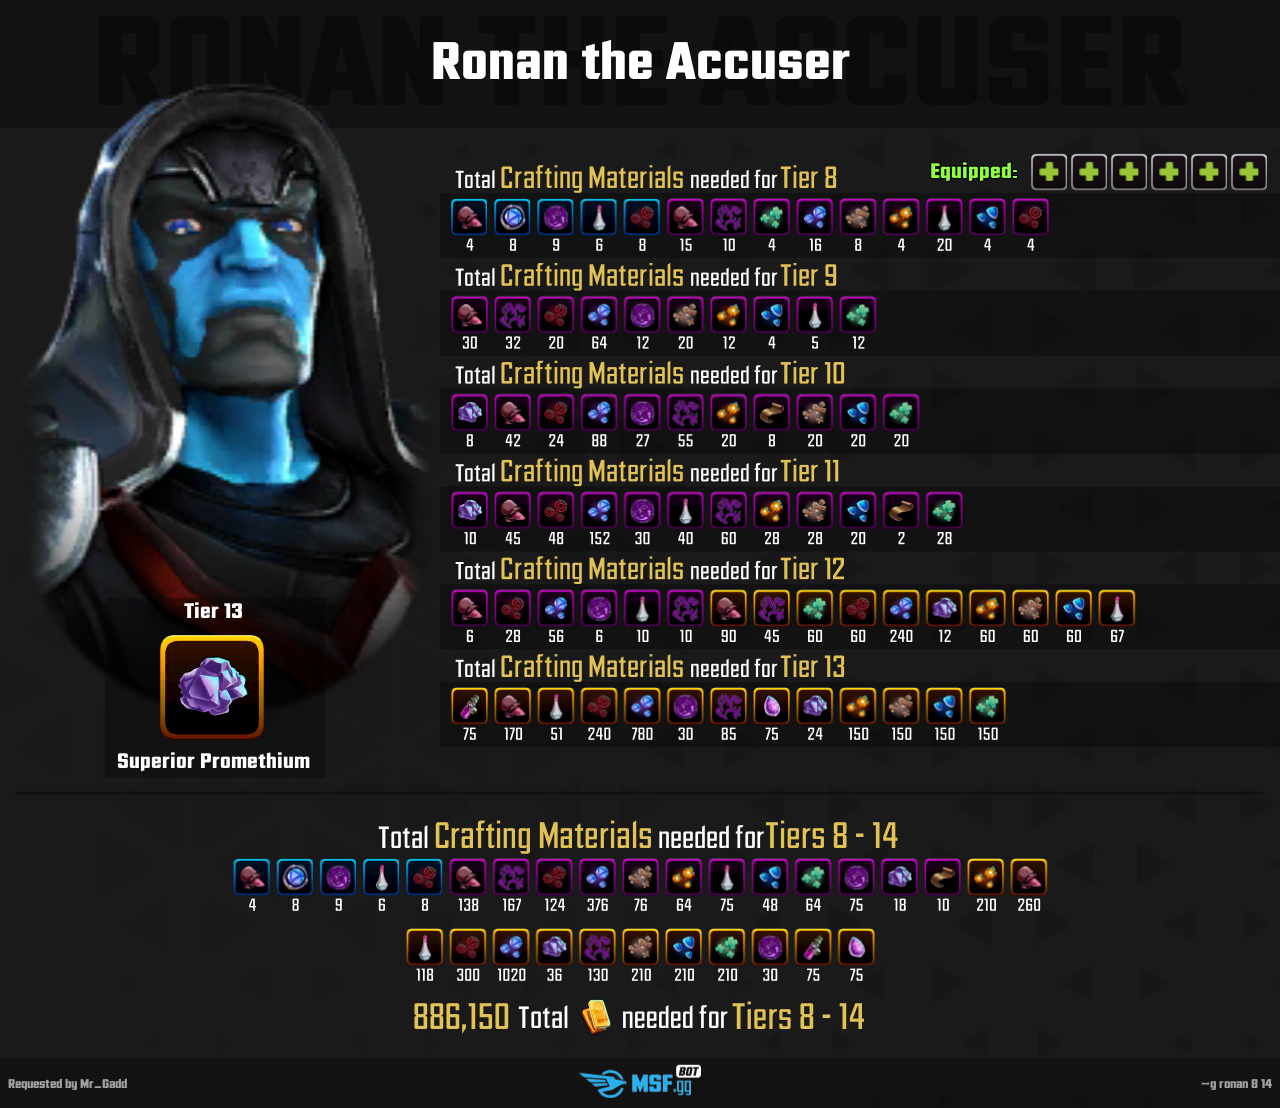 RONAN THE ACCUSER
Ronan the Accuser
Equipped:
Total Crafting Materials needed for Tier 8
4 8 9 6 8 15 10 4 16 8 4 20 4 4
Total Crafting Materials needed for Tier 9
30 32 20 64 12 20 12 4 5 12
Total Crafting Materials needed for Tier 10
8 42 24 88 27 55 20 8 20 20 20
Total Crafting Materials needed for Tier 11
10 45 48 152 30 40 60 28 28 20 2 28
Total Crafting Materials needed for Tier 12
6 28 56 6 10 10 90 45 60 60 240 12 60 60 60 67
Total Crafting Materials needed for Tier 13
75 170 51 240 780 30 85 75 24 150 150 150 150
Tier 13
Superior Promethium
Total Crafting Materials needed for Tiers 8 - 14
4 8 9 6 8 138 167 124 376 76 64 75 48 64 75 18 10 210 260
118 300 1020 36 130 210 210 210 30 75 75
886,150 Total needed for Tiers 8 - 14
Requested by Mr_Gadd
MSF.gg BOT
~g ronan 8 14